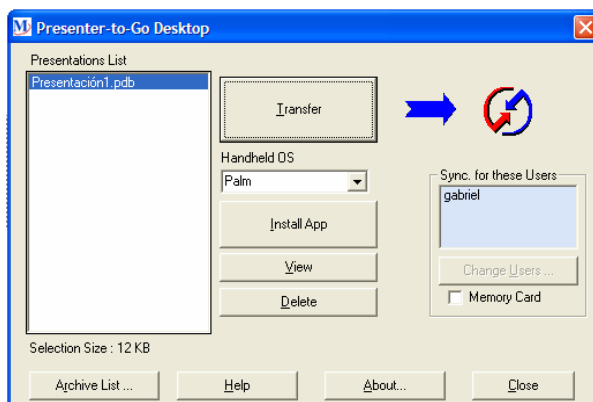 Presenter-to-Go Desktop
Presentations List
Presentación1.pdb
Transfer
Handheld OS
Palm
Install App
View
Delete
Sync. for these Users
gabriel
Change Users ...
Memory Card
Selection Size : 12 KB
Archive List ...
Help
About...
Close